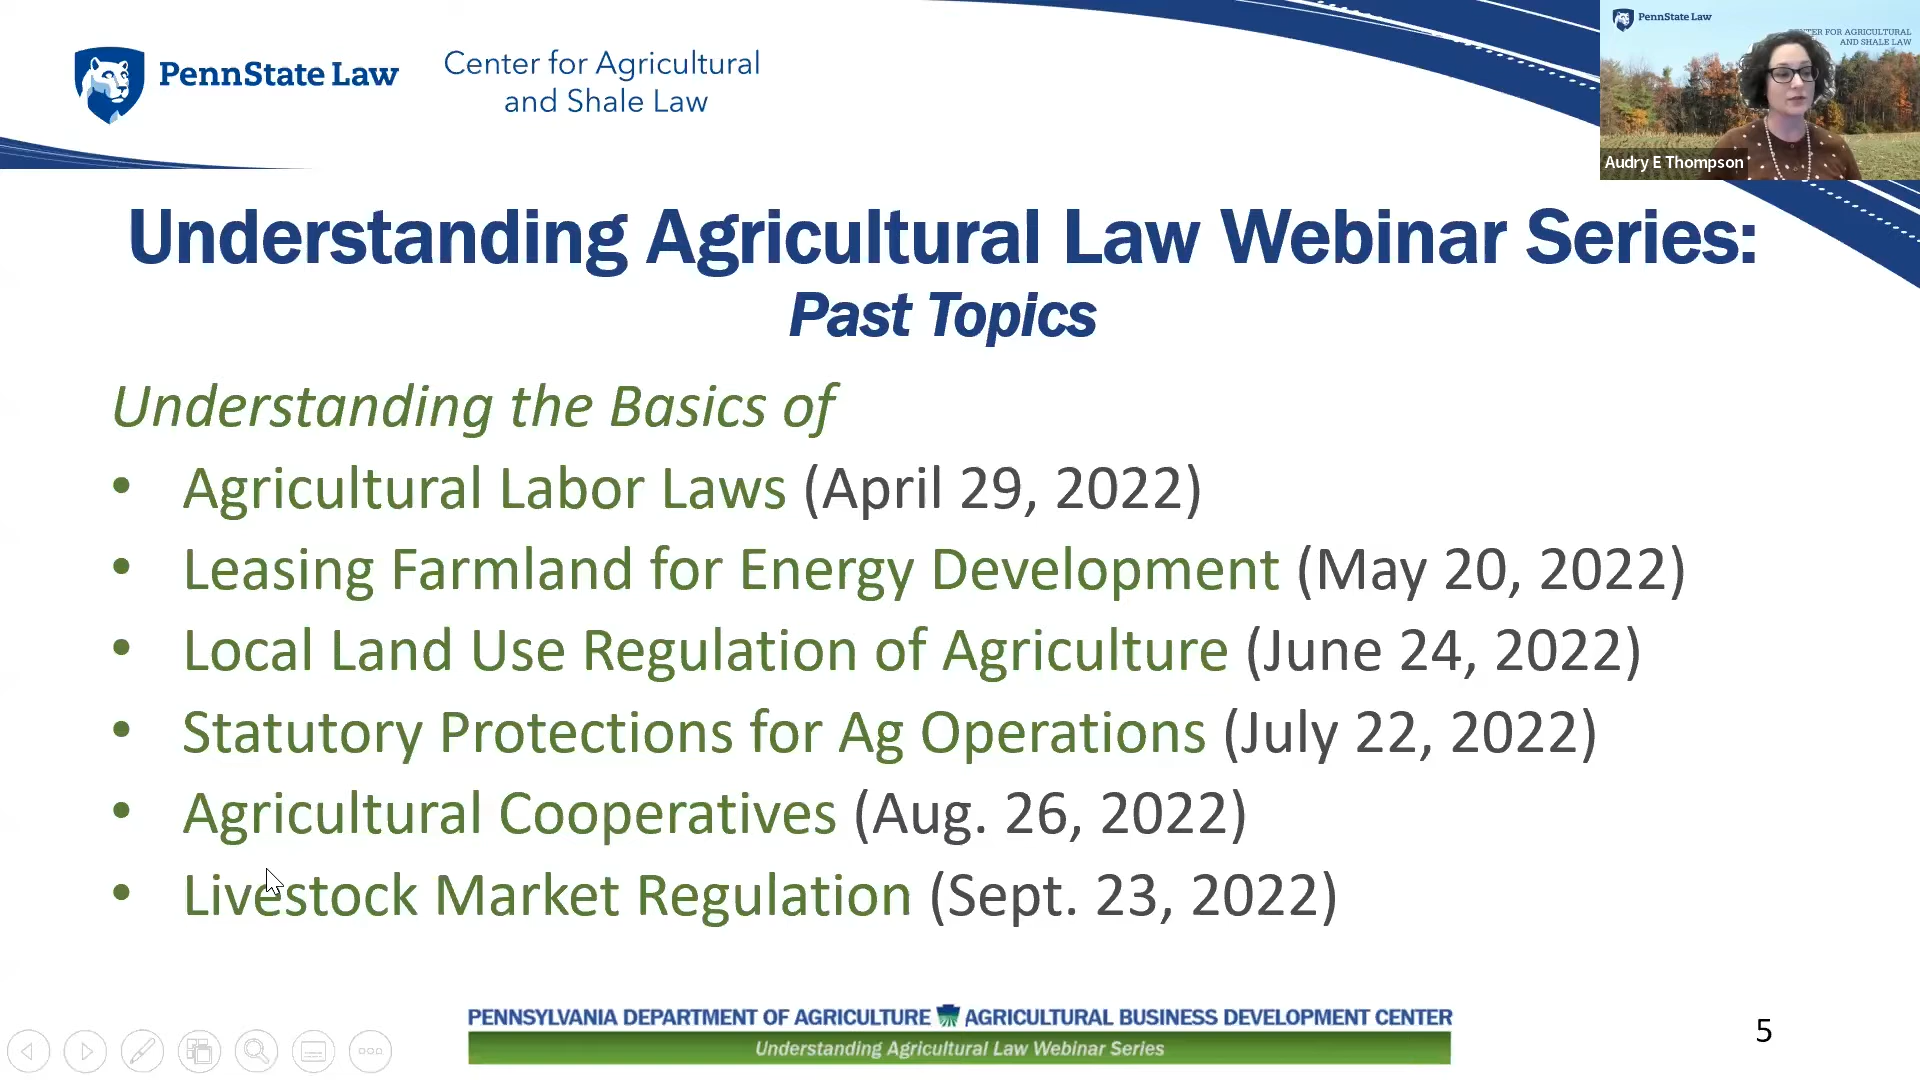 PennState Law
Center for Agricultural
and Shale Law
PennState Law
CENTER FOR AGRICULTURAL
AND SHALE LAW
Audry E Thompson
Understanding Agricultural Law Webinar Series:
Past Topics
Understanding the Basics of
• Agricultural Labor Laws (April 29, 2022)
• Leasing Farmland for Energy Development (May 20, 2022)
• Local Land Use Regulation of Agriculture (June 24, 2022)
• Statutory Protections for Ag Operations (July 22, 2022)
• Agricultural Cooperatives (Aug. 26, 2022)
• Livestock Market Regulation (Sept. 23, 2022)
PENNSYLVANIA DEPARTMENT OF AGRICULTURE AGRICULTURAL BUSINESS DEVELOPMENT CENTER
Understanding Agricultural Law Webinar Series
5